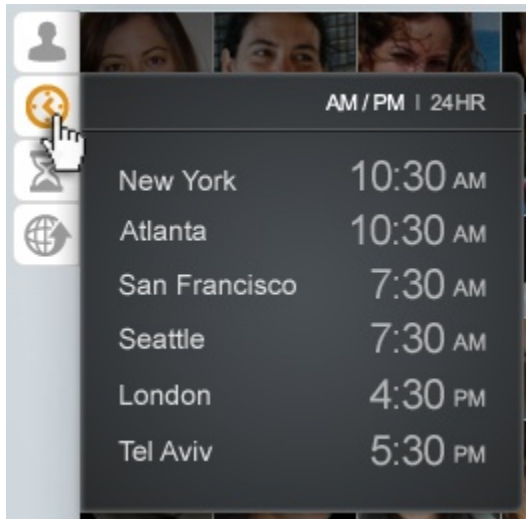 AM / PM | 24HR
New York 10:30 AM
Atlanta 10:30 AM
San Francisco 7:30 AM
Seattle 7:30 AM
London 4:30 PM
Tel Aviv 5:30 PM